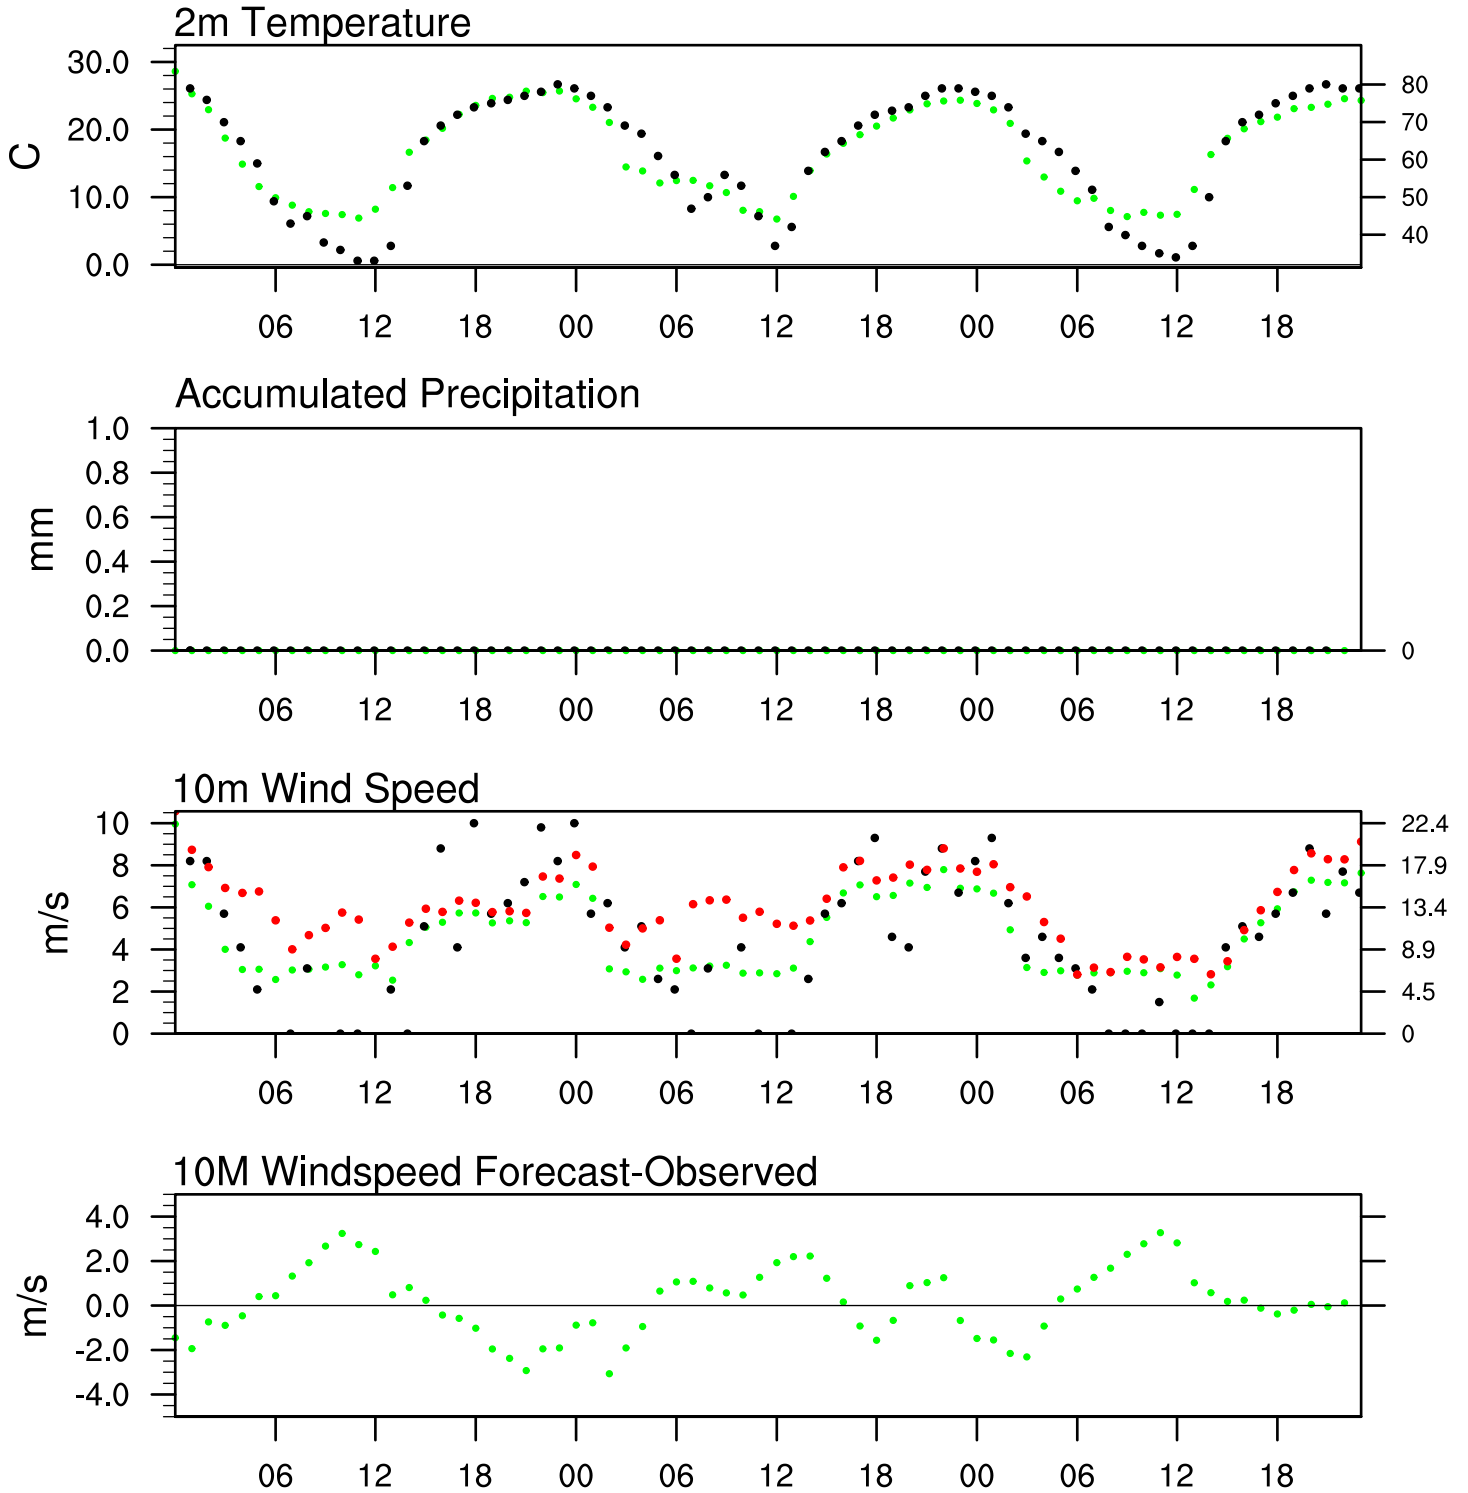 2m Temperature
30.0
20.0
10.0
0.0
C
80
70
60
50
40
06 12 18 00 06 12 18 00 06 12 18
Accumulated Precipitation
1.0
0.8
0.6
0.4
0.2
0.0
mm
0
06 12 18 00 06 12 18 00 06 12 18
10m Wind Speed
10
8
6
4
2
0
m/s
22.4
17.9
13.4
8.9
4.5
0
06 12 18 00 06 12 18 00 06 12 18
10M Windspeed Forecast-Observed
4.0
2.0
0.0
-2.0
-4.0
m/s
06 12 18 00 06 12 18 00 06 12 18